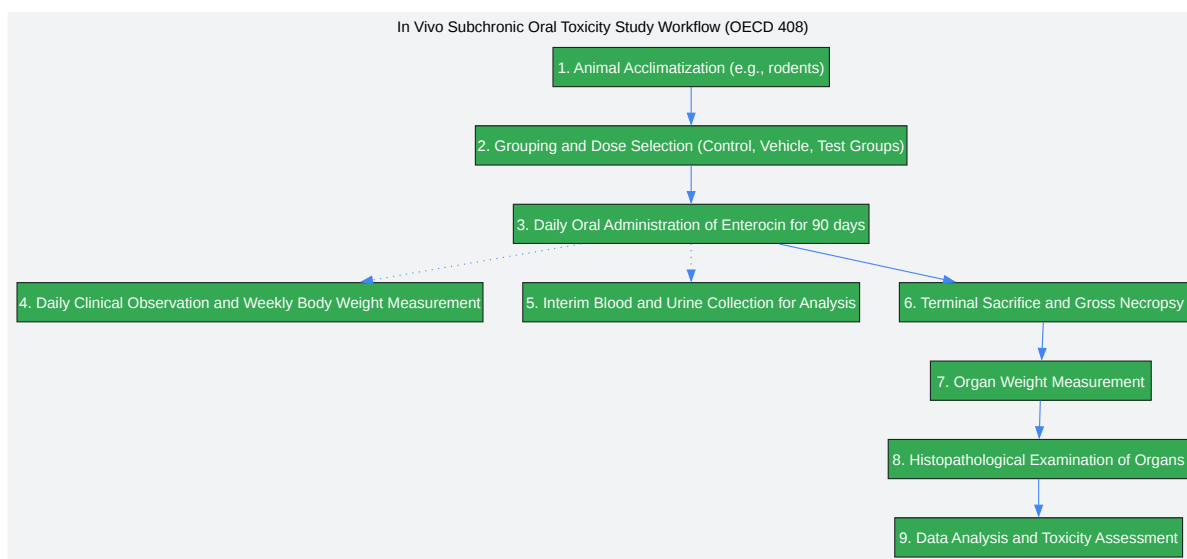 In Vivo Subchronic Oral Toxicity Study Workflow (OECD 408)
1. Animal Acclimatization (e.g., rodents)
2. Grouping and Dose Selection (Control, Vehicle, Test Groups)
3. Daily Oral Administration of Enterocin for 90 days
4. Daily Clinical Observation and Weekly Body Weight Measurement
5. Interim Blood and Urine Collection for Analysis
6. Terminal Sacrifice and Gross Necropsy
7. Organ Weight Measurement
8. Histopathological Examination of Organs
9. Data Analysis and Toxicity Assessment